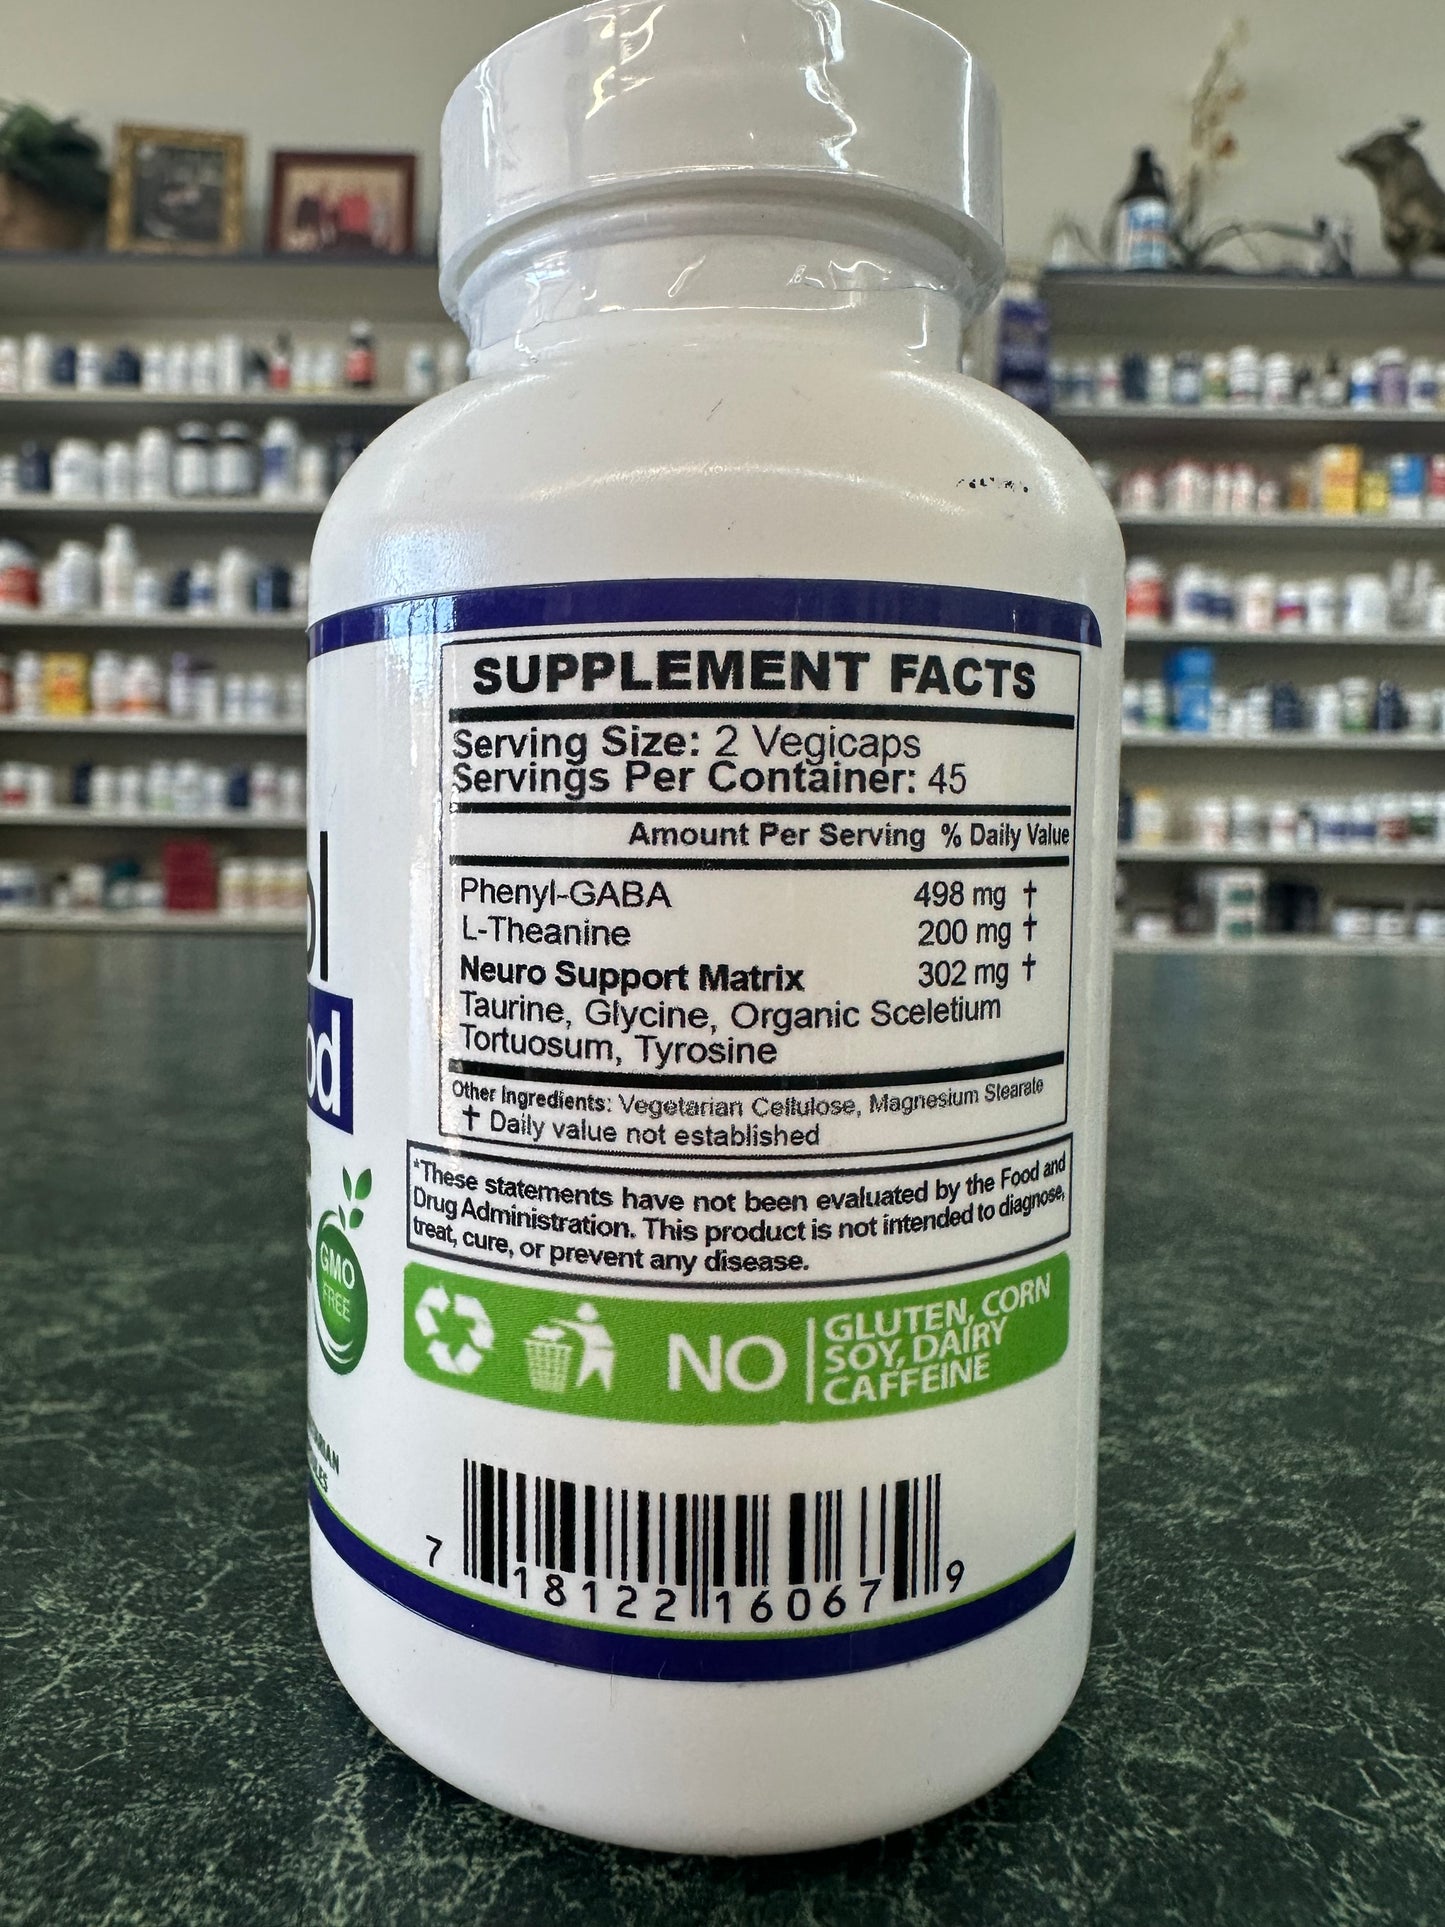 SUPPLEMENT FACTS
Serving Size: 2 Vegicaps
Servings Per Container: 45
Amount Per Serving % Daily Value
Phenyl-GABA 498 mg †
L-Theanine 200 mg †
Neuro Support Matrix 302 mg †
Taurine, Glycine, Organic Sceletium
Tortuosum, Tyrosine
Other Ingredients: Vegetarian Cellulose, Magnesium Stearate
† Daily value not established
*These statements have not been evaluated by the Food and
Drug Administration. This product is not intended to diagnose,
treat, cure, or prevent any disease.
GMO
FREE
NO
GLUTEN, CORN
SOY, DAIRY
CAFFEINE
7 18122 16067 9